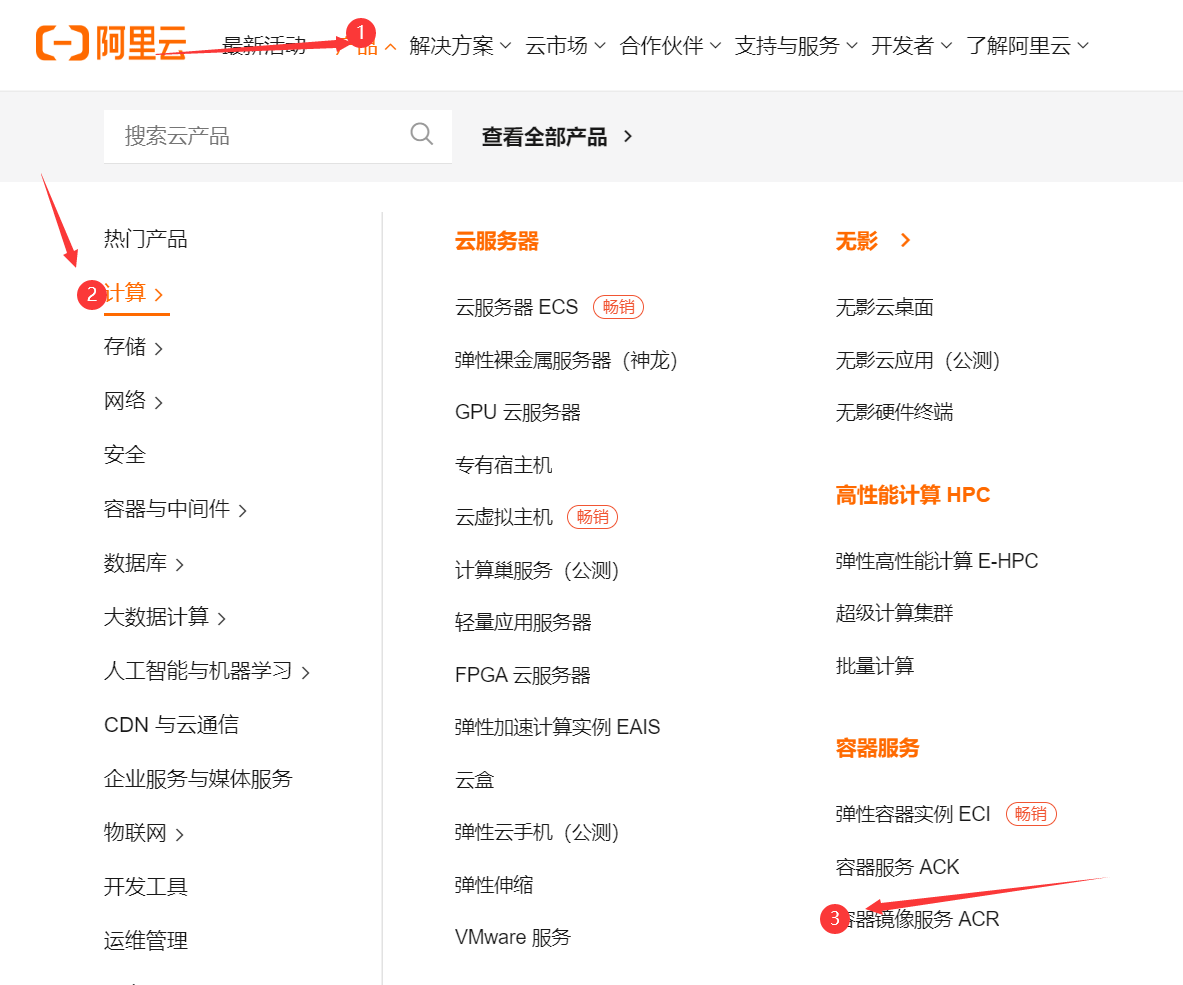 阿里云
最新活动
1
品
解决方案
云市场
合作伙伴
支持与服务
开发者
了解阿里云
搜索云产品
查看全部产品
热门产品
2
计算
存储
网络
安全
容器与中间件
数据库
大数据计算
人工智能与机器学习
CDN 与云通信
企业服务与媒体服务
物联网
开发工具
运维管理
云服务器
云服务器 ECS 畅销
弹性裸金属服务器（神龙）
GPU 云服务器
专有宿主机
云虚拟主机 畅销
计算巢服务（公测）
轻量应用服务器
FPGA 云服务器
弹性加速计算实例 EAIS
云盒
弹性云手机（公测）
弹性伸缩
VMware 服务
无影
无影云桌面
无影云应用（公测）
无影硬件终端
高性能计算 HPC
弹性高性能计算 E-HPC
超级计算集群
批量计算
容器服务
弹性容器实例 ECI 畅销
容器服务 ACK
3
容器镜像服务 ACR